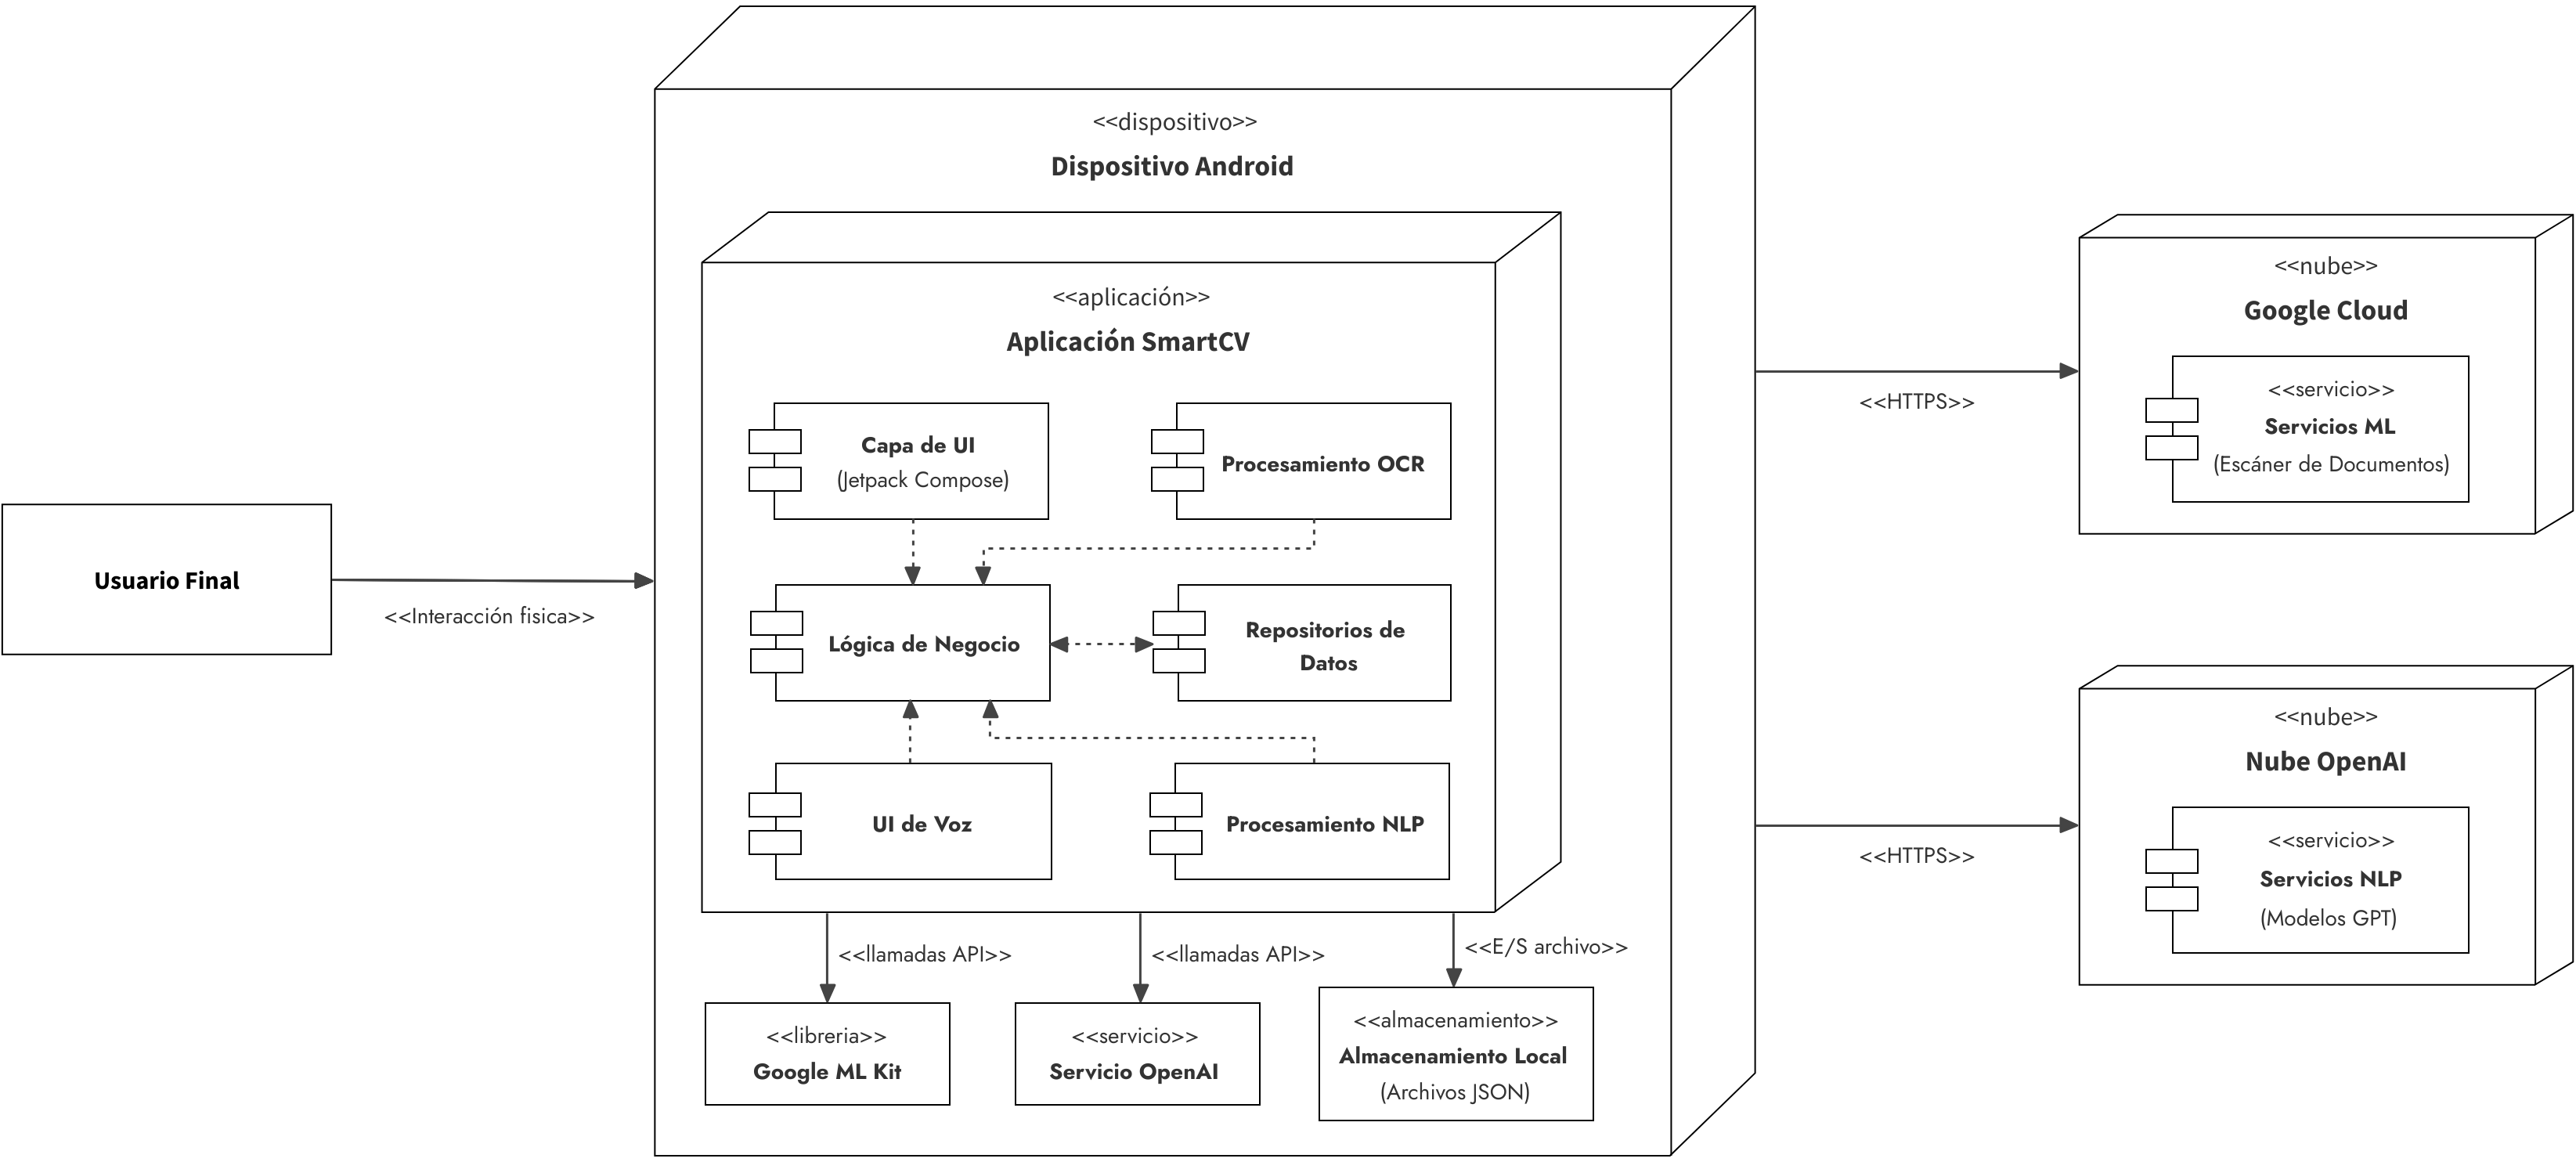 <<dispositivo>>
Dispositivo Android
<<aplicación>>
Aplicación SmartCV
Capa de UI
(Jetpack Compose)
Procesamiento OCR
Lógica de Negocio
Repositorios de
Datos
UI de Voz
Procesamiento NLP
Usuario Final
<<Interacción fisica>>
<<llamadas API>>
<<llamadas API>>
<<E/S archivo>>
<<libreria>>
Google ML Kit
<<servicio>>
Servicio OpenAI
<<almacenamiento>>
Almacenamiento Local
(Archivos JSON)
<<HTTPS>>
<<nube>>
Google Cloud
<<servicio>>
Servicios ML
(Escáner de Documentos)
<<HTTPS>>
<<nube>>
Nube OpenAI
<<servicio>>
Servicios NLP
(Modelos GPT)